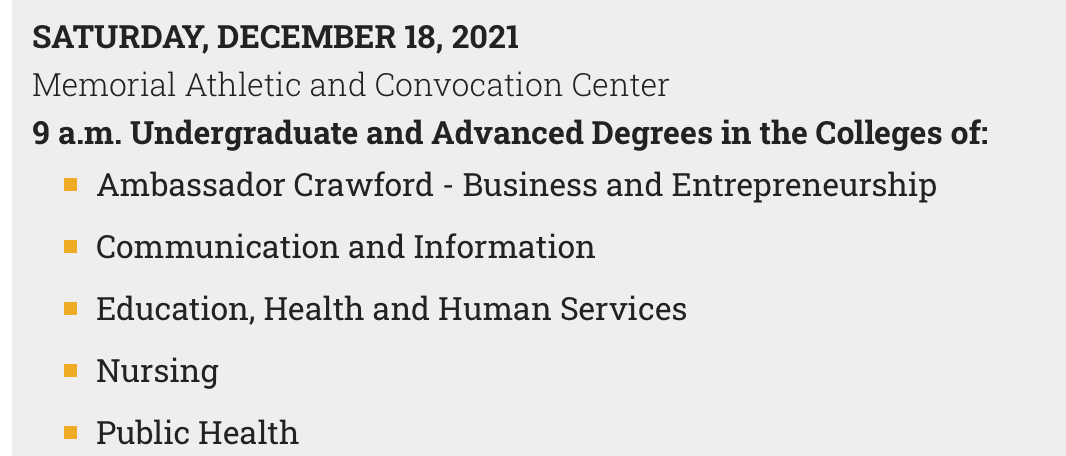 SATURDAY, DECEMBER 18, 2021
Memorial Athletic and Convocation Center
9 a.m. Undergraduate and Advanced Degrees in the Colleges of:
Ambassador Crawford - Business and Entrepreneurship
Communication and Information
Education, Health and Human Services
Nursing
Public Health